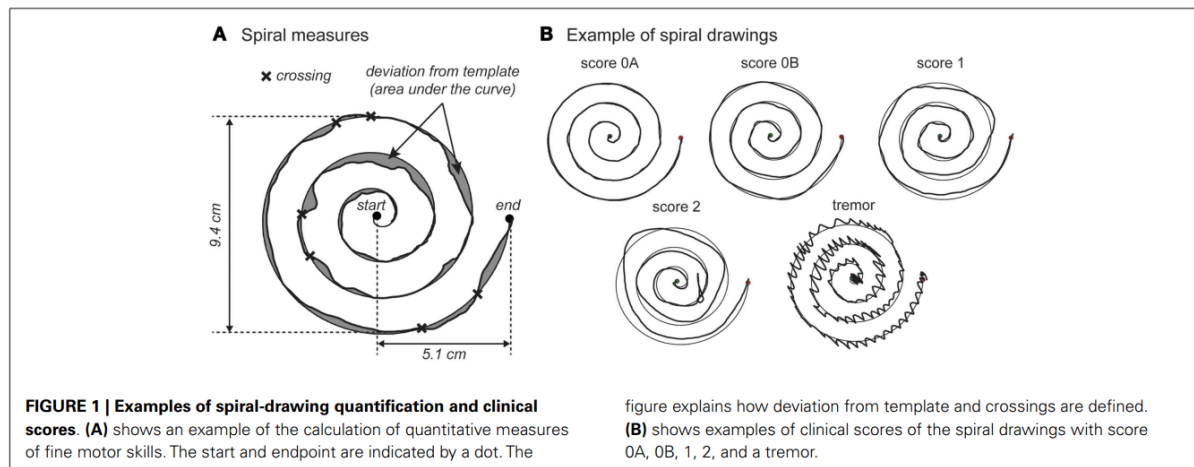 A Spiral measures
✖ crossing
deviation from template
(area under the curve)
start
end
9.4 cm
5.1 cm
B Example of spiral drawings
score 0A
score 0B
score 1
score 2
tremor
FIGURE 1 | Examples of spiral-drawing quantification and clinical
scores. (A) shows an example of the calculation of quantitative measures
of fine motor skills. The start and endpoint are indicated by a dot. The
figure explains how deviation from template and crossings are defined.
(B) shows examples of clinical scores of the spiral drawings with score
0A, 0B, 1, 2, and a tremor.